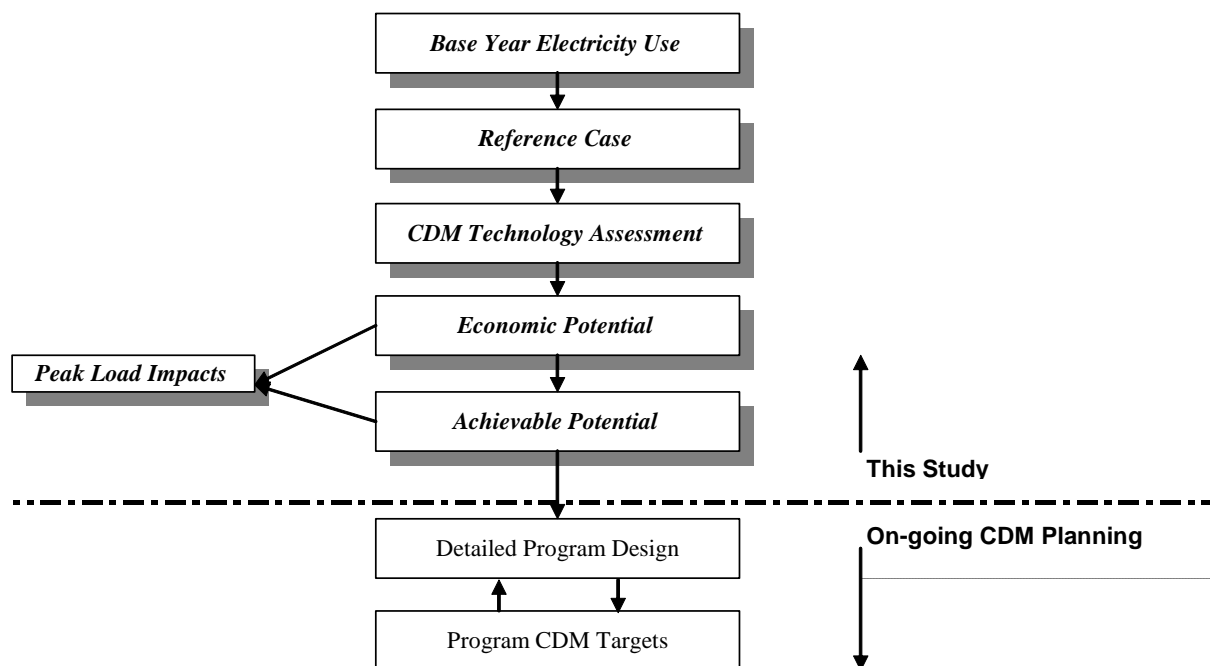 Base Year Electricity Use
Reference Case
CDM Technology Assessment
Economic Potential
Peak Load Impacts
Achievable Potential
This Study
On-going CDM Planning
Detailed Program Design
Program CDM Targets